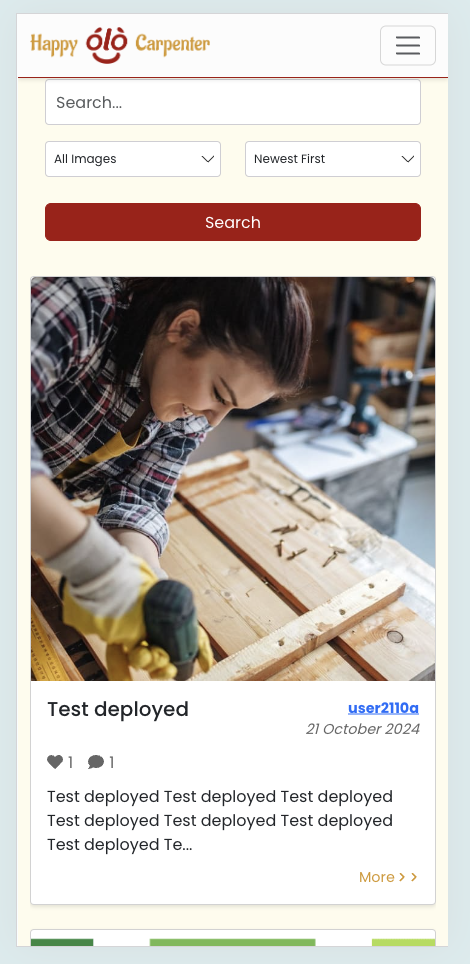 Happy ólò Carpenter
Search...
All Images
Newest First
Search
Test deployed
user2110a
21 October 2024
1 1
Test deployed Test deployed Test deployed
Test deployed Test deployed Test deployed
Test deployed Te...
More